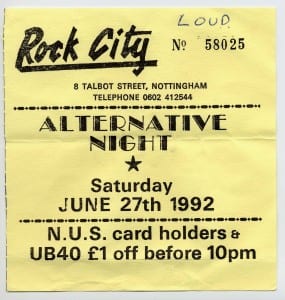 LOUD
Rock City
Nº 58025
8 TALBOT STREET, NOTTINGHAM
TELEPHONE 0602 412544
ALTERNATIVE
NIGHT
Saturday
JUNE 27th 1992
N.U.S. card holders &
UB40 £1 off before 10pm